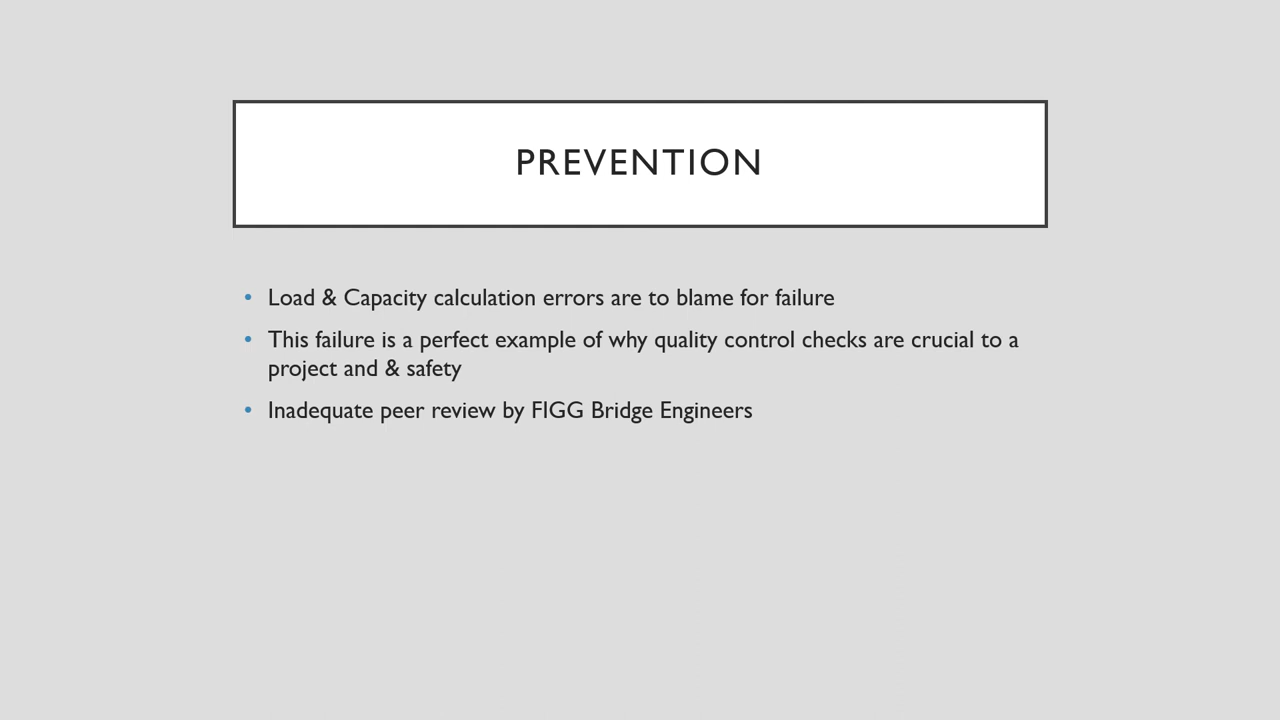 PREVENTION
• Load & Capacity calculation errors are to blame for failure
• This failure is a perfect example of why quality control checks are crucial to a
project and & safety
• Inadequate peer review by FIGG Bridge Engineers